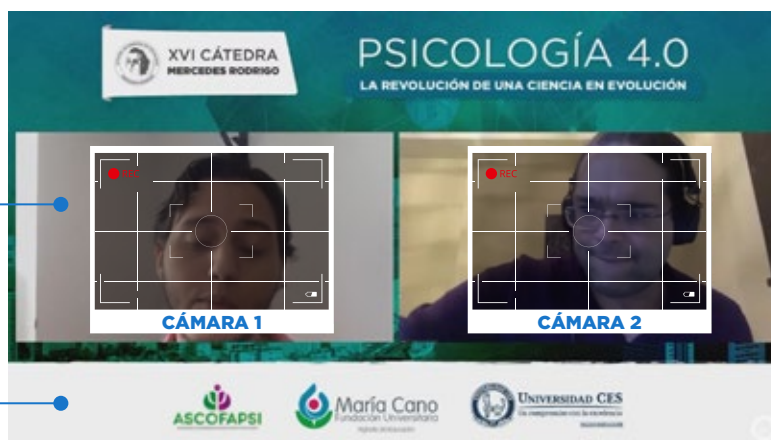 XVI CÁTEDRA
MERCEDES RODRIGO
PSICOLOGÍA 4.0
LA REVOLUCIÓN DE UNA CIENCIA EN EVOLUCIÓN
REC
REC
CÁMARA 1
CÁMARA 2
ASCOFAPSI
María Cano
Fundación Universitaria
UNIVERSIDAD CES
Un compromiso con la excelencia